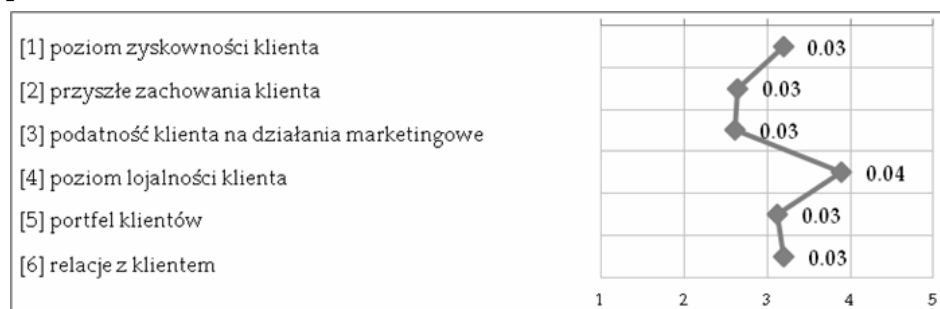 [1] poziom zyskowności klienta 0.03
[2] przyszłe zachowania klienta 0.03
[3] podatność klienta na działania marketingowe 0.03
[4] poziom lojalności klienta 0.04
[5] portfel klientów 0.03
[6] relacje z klientem 0.03
1 2 3 4 5